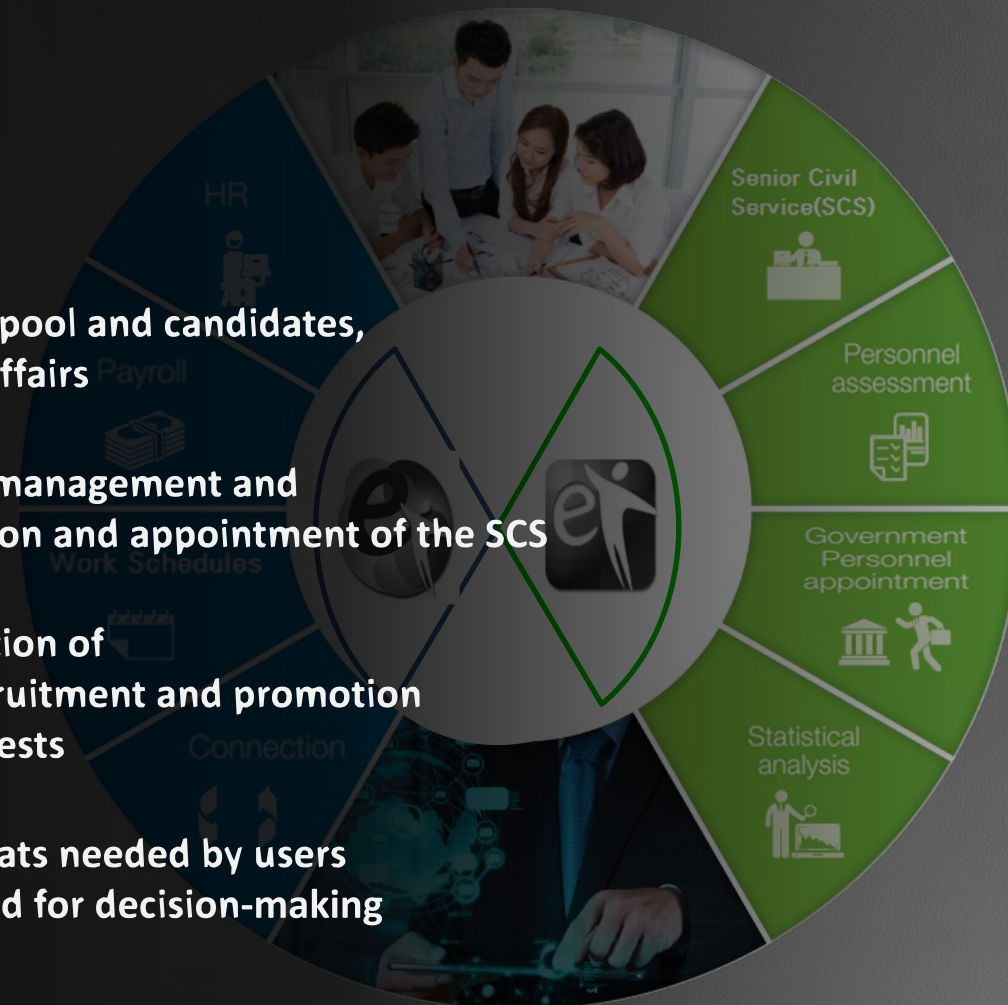 HR
Senior Civil
Service(SCS)
pool and candidates,
ffairs
Payroll
Personnel
assessment
management and
on and appointment of the SCS
Work Schedules
Government
Personnel
appointment
tion of
ruitment and promotion
ests
Connection
Statistical
analysis
ats needed by users
d for decision-making
e
e